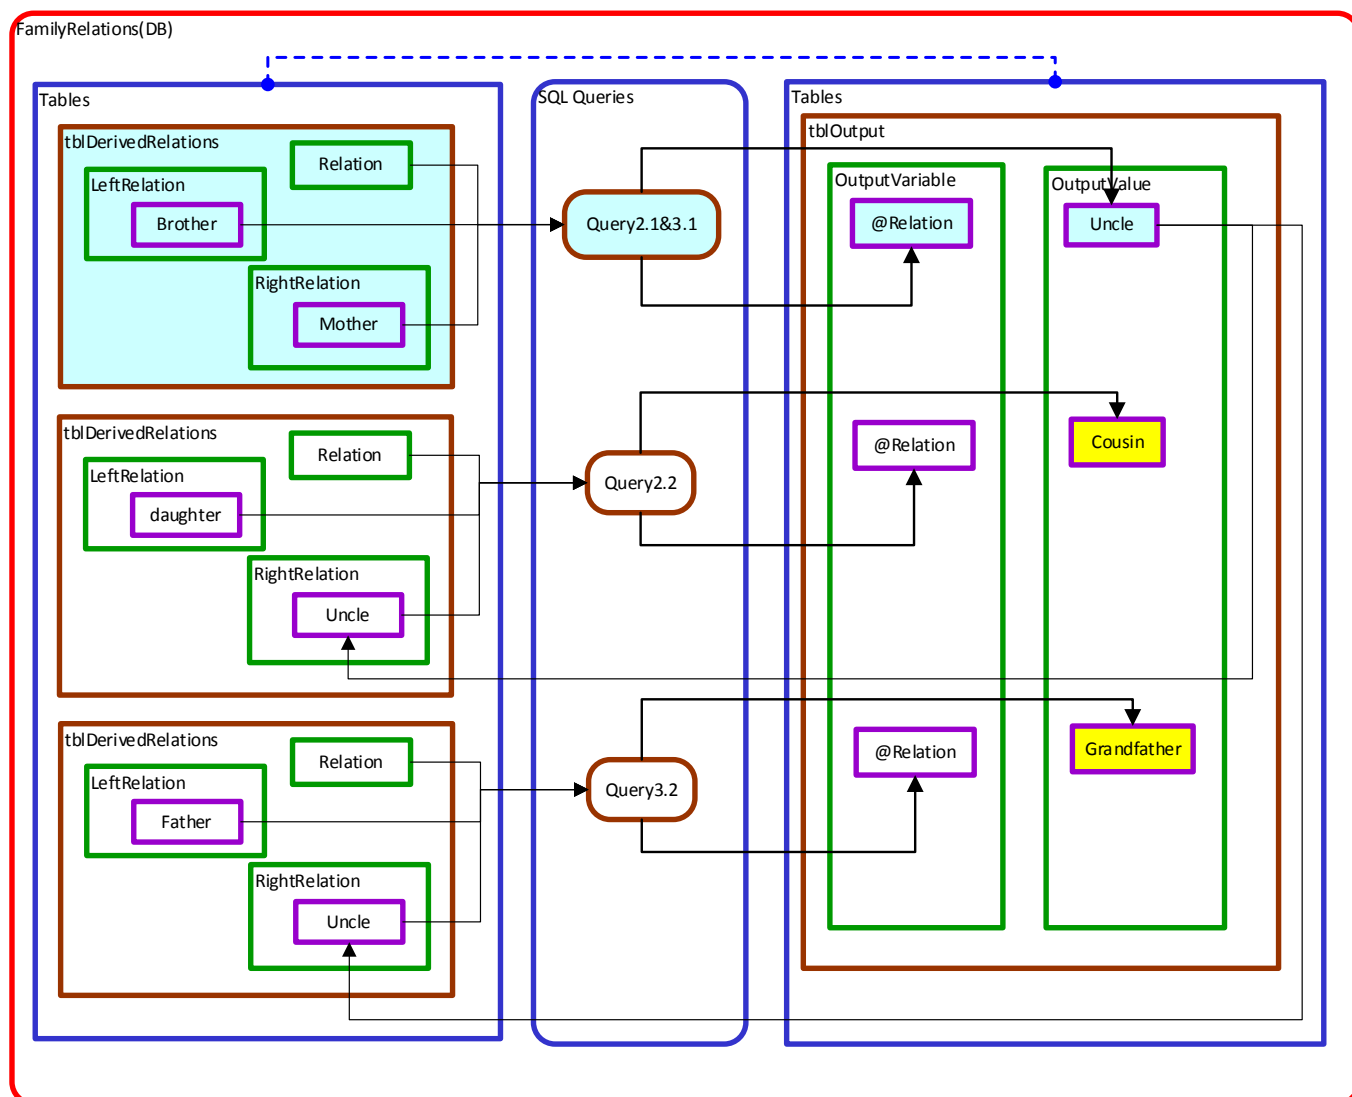 FamilyRelations(DB)
Tables
tblDerivedRelations
Relation
LeftRelation
Brother
RightRelation
Mother
tblDerivedRelations
Relation
LeftRelation
daughter
RightRelation
Uncle
tblDerivedRelations
Relation
LeftRelation
Father
RightRelation
Uncle
SQL Queries
Query2.1&3.1
Query2.2
Query3.2
Tables
tblOutput
OutputVariable
@Relation
@Relation
@Relation
OutputValue
Uncle
Cousin
Grandfather